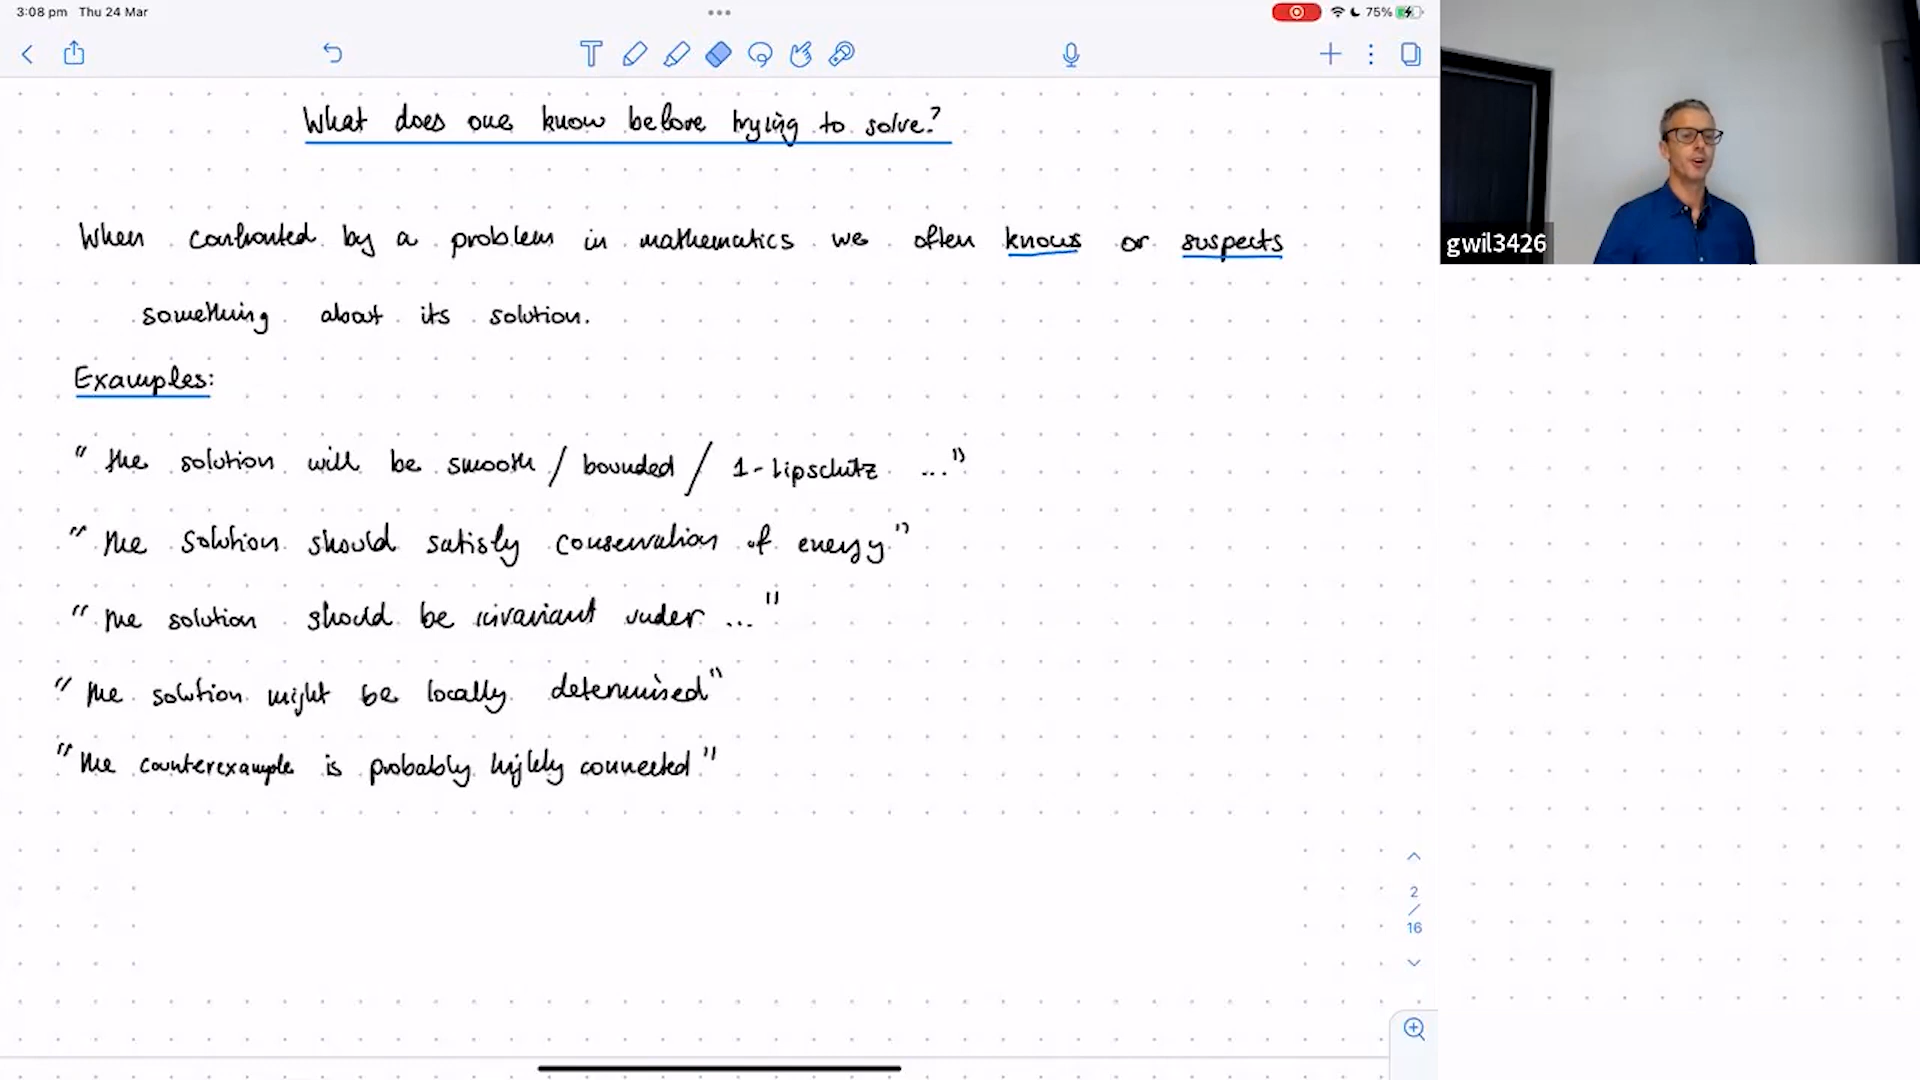 3:08 pm Thu 24 Mar
75%
What does one know before trying to solve?
When confronted by a problem in mathematics we often knows or suspects
something about its solution.
Examples:
"the solution will be smooth / bounded / 1-Lipschitz ..."
"the solution should satisfy conservation of energy"
"the solution should be invariant under ..."
"the solution might be locally determined"
"the counterexample is probably highly connected"
gwil3426
2
/
16